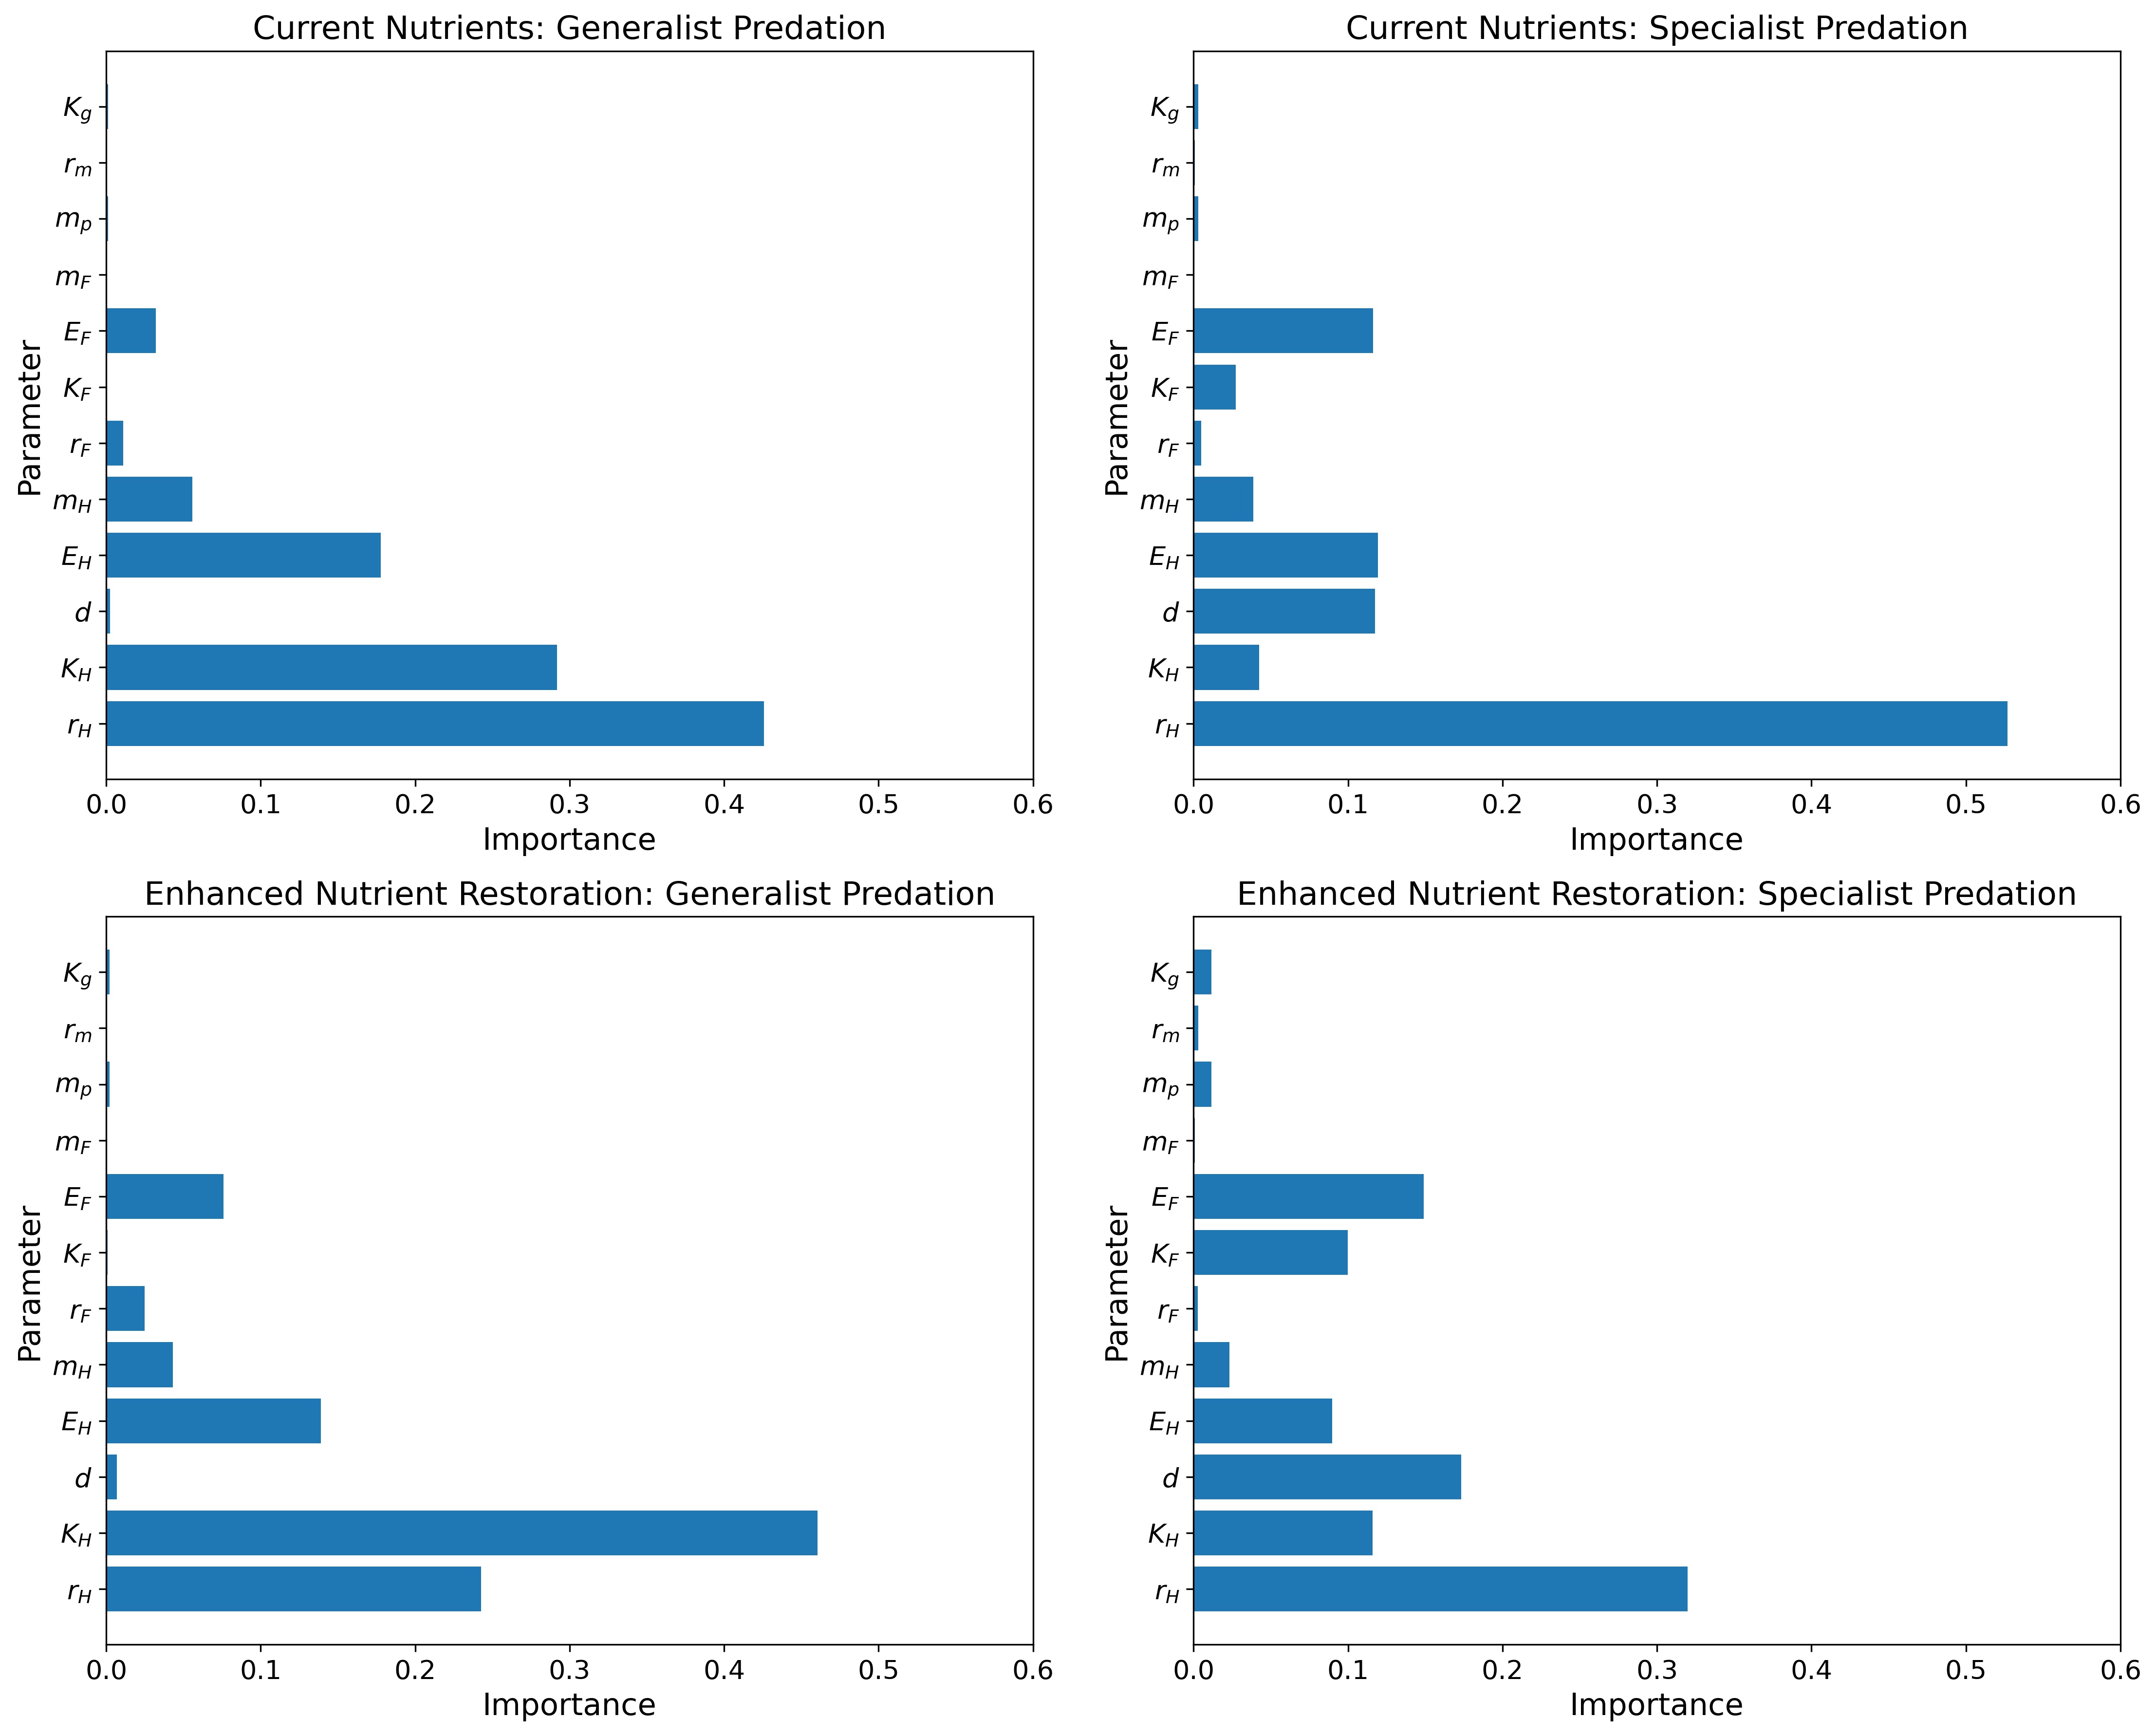 Current Nutrients: Generalist Predation
Parameter
K_g
r_m
m_p
m_F
E_F
K_F
r_F
m_H
E_H
d
K_H
r_H
0.0 0.1 0.2 0.3 0.4 0.5 0.6
Importance
Current Nutrients: Specialist Predation
Parameter
K_g
r_m
m_p
m_F
E_F
K_F
r_F
m_H
E_H
d
K_H
r_H
0.0 0.1 0.2 0.3 0.4 0.5 0.6
Importance
Enhanced Nutrient Restoration: Generalist Predation
Parameter
K_g
r_m
m_p
m_F
E_F
K_F
r_F
m_H
E_H
d
K_H
r_H
0.0 0.1 0.2 0.3 0.4 0.5 0.6
Importance
Enhanced Nutrient Restoration: Specialist Predation
Parameter
K_g
r_m
m_p
m_F
E_F
K_F
r_F
m_H
E_H
d
K_H
r_H
0.0 0.1 0.2 0.3 0.4 0.5 0.6
Importance